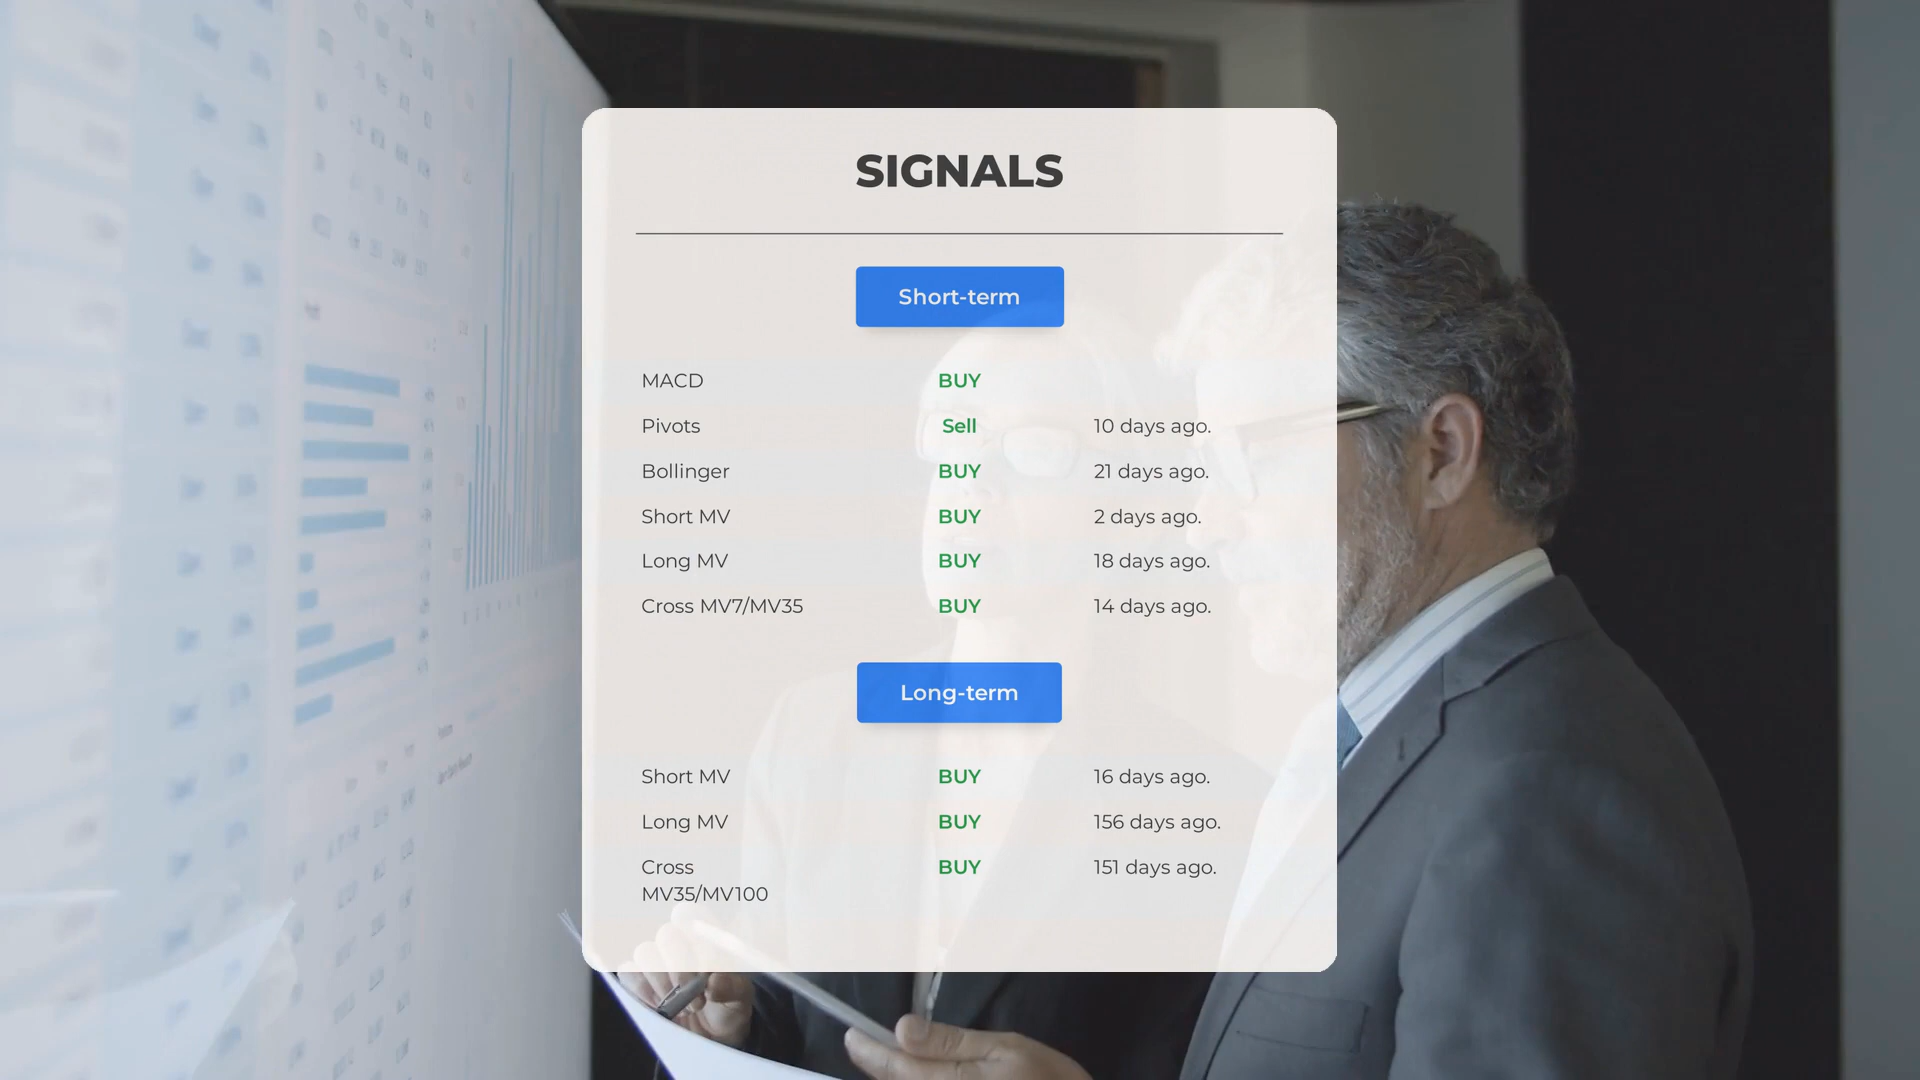 SIGNALS
Short-term
MACD BUY
Pivots Sell 10 days ago.
Bollinger BUY 21 days ago.
Short MV BUY 2 days ago.
Long MV BUY 18 days ago.
Cross MV7/MV35 BUY 14 days ago.
Long-term
Short MV BUY 16 days ago.
Long MV BUY 156 days ago.
Cross BUY 151 days ago.
MV35/MV100